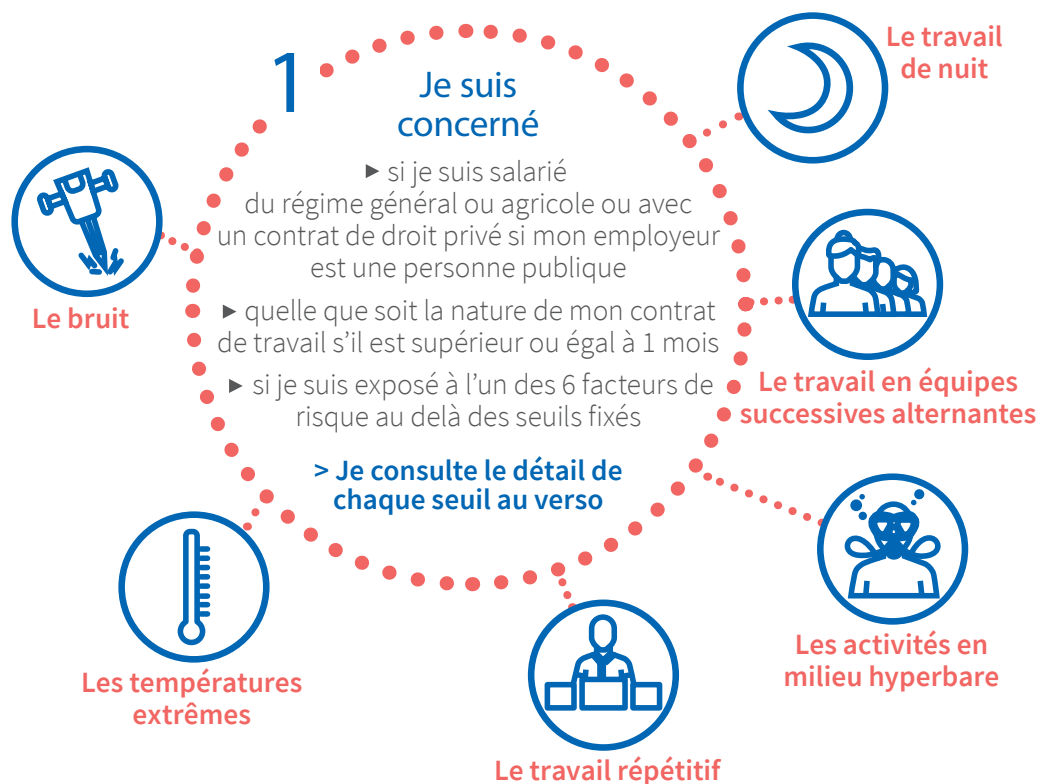 1
Je suis
concerné
► si je suis salarié
du régime général ou agricole ou avec
un contrat de droit privé si mon employeur
est une personne publique
► quelle que soit la nature de mon contrat
de travail s’il est supérieur ou égal à 1 mois
► si je suis exposé à l’un des 6 facteurs de
risque au delà des seuils fixés
> Je consulte le détail de
chaque seuil au verso
Le travail
de nuit
Le travail en équipes
successives alternantes
Les activités en
milieu hyperbare
Le travail répétitif
Les températures
extrêmes
Le bruit